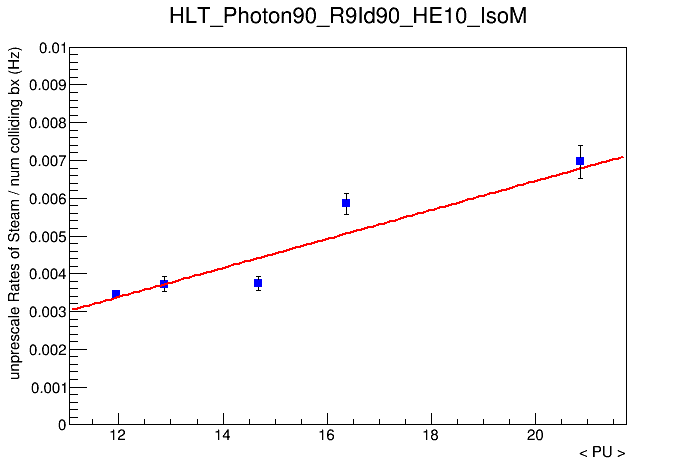 HLT_Photon90_R9Id90_HE10_IsoM
unprescale Rates of Steam / num colliding bx (Hz)
0.01
0.009
0.008
0.007
0.006
0.005
0.004
0.003
0.002
0.001
0
12 14 16 18 20
< PU >